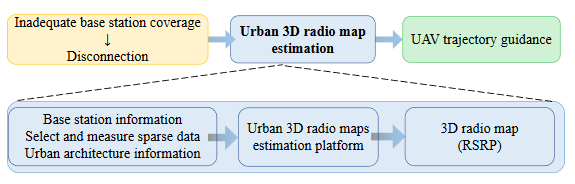 Inadequate base station coverage
↓
Disconnection
Urban 3D radio map
estimation
UAV trajectory guidance
Base station information
Select and measure sparse data
Urban architecture information
Urban 3D radio maps
estimation platform
3D radio map
(RSRP)